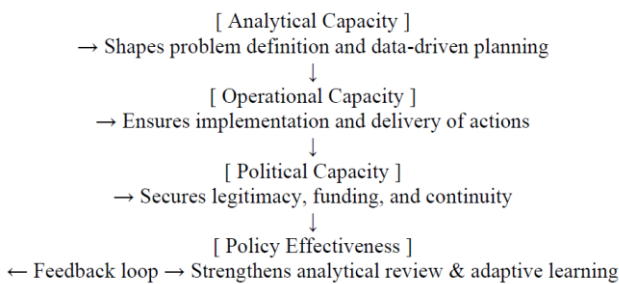 [ Analytical Capacity ]
→ Shapes problem definition and data-driven planning
↓
[ Operational Capacity ]
→ Ensures implementation and delivery of actions
↓
[ Political Capacity ]
→ Secures legitimacy, funding, and continuity
↓
[ Policy Effectiveness ]
← Feedback loop → Strengthens analytical review & adaptive learning